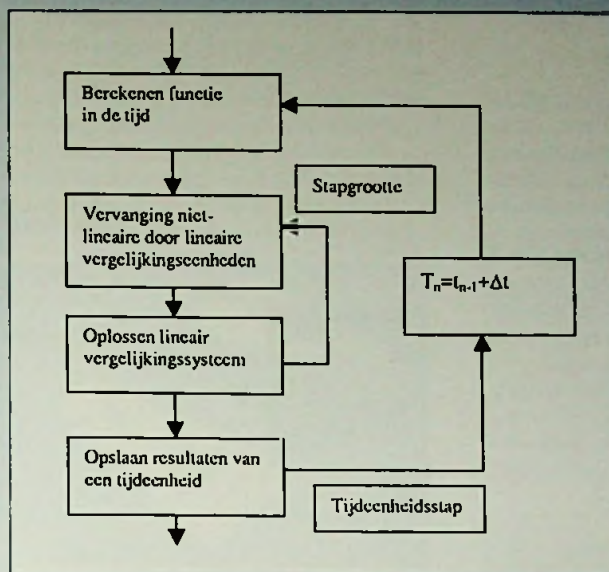 Berekenen functie
in de tijd
Stapgrootte
Vervanging niet-
lineaire door lineaire
vergelijkingseenheden
Tₙ=tₙ₋₁+Δt
Oplossen lineair
vergelijkingssysteem
Opslaan resultaten van
een tijdeenheid
Tijdeenheidsstap